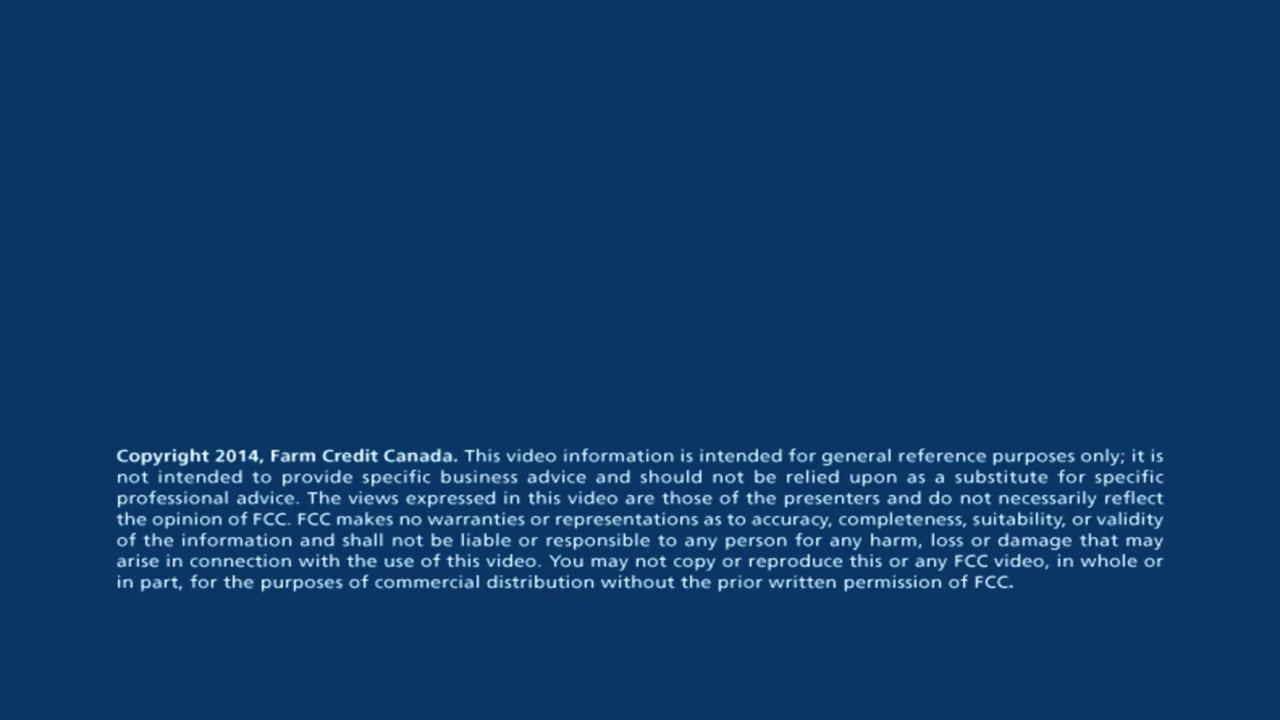 Copyright 2014, Farm Credit Canada. This video information is intended for general reference purposes only; it is
not intended to provide specific business advice and should not be relied upon as a substitute for specific
professional advice. The views expressed in this video are those of the presenters and do not necessarily reflect
the opinion of FCC. FCC makes no warranties or representations as to accuracy, completeness, suitability, or validity
of the information and shall not be liable or responsible to any person for any harm, loss or damage that may
arise in connection with the use of this video. You may not copy or reproduce this or any FCC video, in whole or
in part, for the purposes of commercial distribution without the prior written permission of FCC.